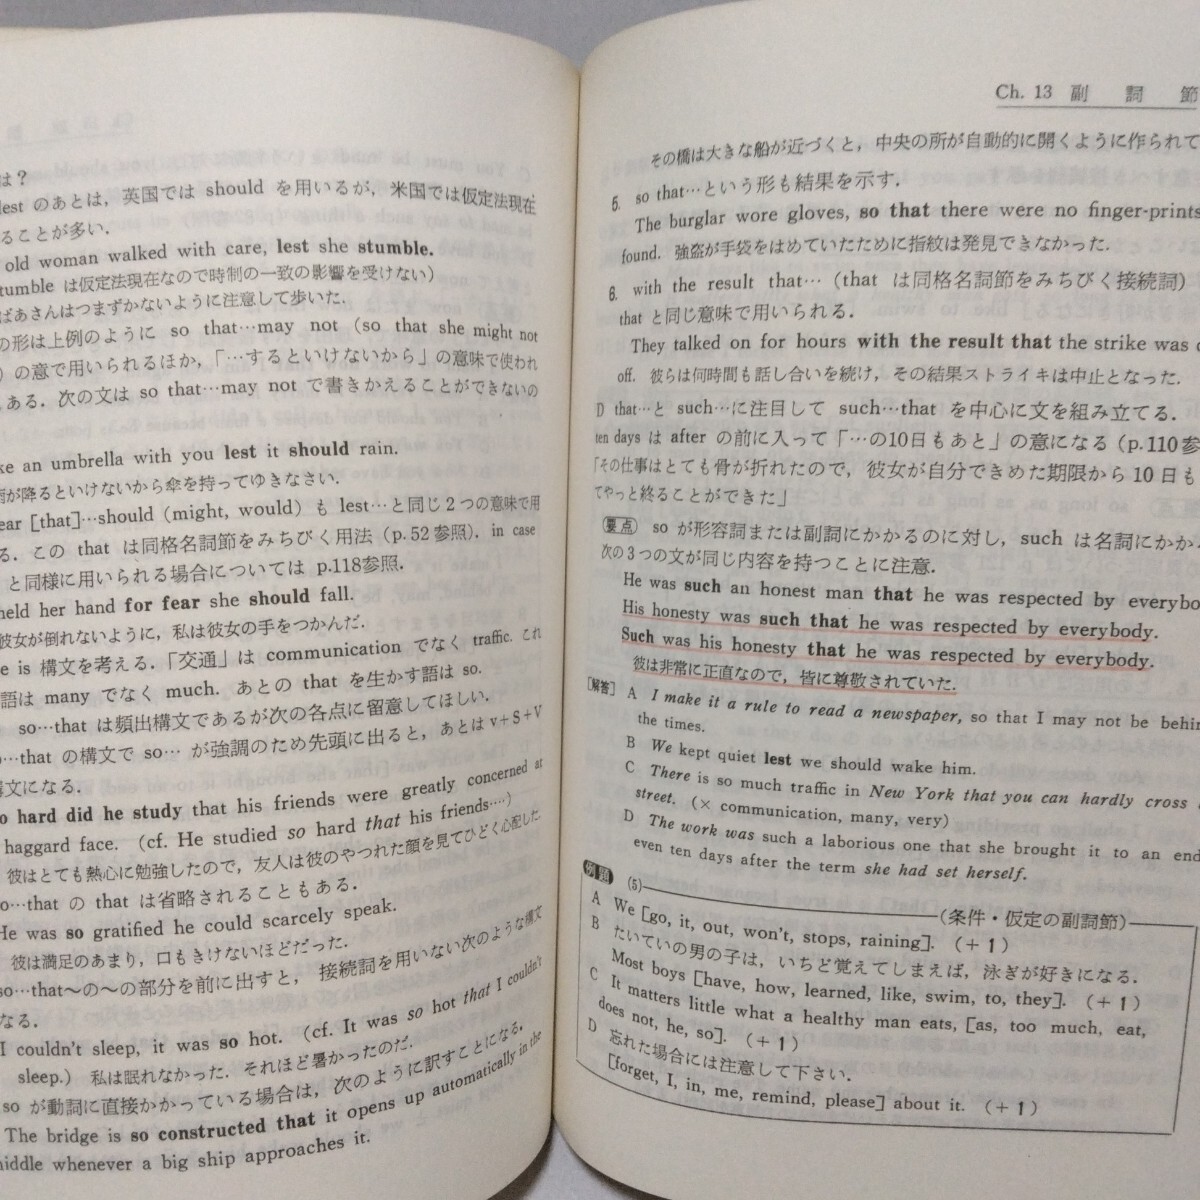 は？
lest のあとは，英国では should を用いるが，米国では仮定法現在
ることが多い．
old woman walked with care, lest she stumble.
stumble は仮定法現在なので時制の一致の影響を受けない)
ばあさんはつまずかないように注意して歩いた．
の形は上例のように so that…may not (so that she might not
) の意で用いられるほか，「…するといけないから」の意味で使われ
ある．次の文は so that…may not で書きかえることができないの
ke an umbrella with you lest it should rain.
雨が降るといけないから傘を持ってゆきなさい．
ear [that]…should (might, would) も lest…と同じ2つの意味で用
る．この that は同格名詞節をみちびく用法 (p. 52参照)．in case
と同様に用いられる場合については p.118参照．
held her hand for fear she should fall.
彼女が倒れないように，私は彼女の手をつかんだ．
e is 構文を考える．「交通」は communication でなく traffic. これ
語は many でなく much. あとの that を生かす語は so.
so…that は頻出構文であるが次の各点に留意してほしい．
o…that の構文で so… が強調のため先頭に出ると，あとは v+S+V
構文になる．
o hard did he study that his friends were greatly concerned at
haggard face. (cf. He studied so hard that his friends….)
彼はとても熱心に勉強したので，友人は彼のやつれた顔を見てひどく心配した．
o…that の that は省略されることもある．
He was so gratified he could scarcely speak.
彼は満足のあまり，口もきけないほどだった．
so…that〜の〜の部分を前に出すと，接続詞を用いない次のような構文
なる．
I couldn't sleep, it was so hot. (cf. It was so hot that I couldn't
sleep.) 私は眠れなかった．それほど暑かったのだ．
so が動詞に直接かかっている場合は，次のように訳すことになる．
The bridge is so constructed that it opens up automatically in the
middle whenever a big ship approaches it.
Ch. 13 副詞節
その橋は大きな船が近づくと，中央の所が自動的に開くように作られて
5. so that…という形も結果を示す．
The burglar wore gloves, so that there were no finger-prints
found. 強盗が手袋をはめていたために指紋は発見できなかった．
6. with the result that… (that は同格名詞節をみちびく接続詞)
that と同じ意味で用いられる．
They talked on for hours with the result that the strike was
off. 彼らは何時間も話し合いを続け，その結果ストライキは中止となった．
D that…と such…に注目して such…that を中心に文を組み立てる．
ten days は after の前に入って「…の10日もあと」の意になる (p.110参
「その仕事はとても骨が折れたので，彼女が自分できめた期限から10日も
てやっと終ることができた」
要点 so が形容詞または副詞にかかるのに対し，such は名詞にかか
次の3つの文が同じ内容を持つことに注意．
He was such an honest man that he was respected by everybo
His honesty was such that he was respected by everybody.
Such was his honesty that he was respected by everybody.
彼は非常に正直なので，皆に尊敬されていた．
[解答] A I make it a rule to read a newspaper, so that I may not be behin
the times.
B We kept quiet lest we should wake him.
C There is so much traffic in New York that you can hardly cross
street. (× communication, many, very)
D The work was such a laborious one that she brought it to an end
even ten days after the term she had set herself.
例題 (5) (条件・仮定の副詞節)
A We [go, it, out, won't, stops, raining]. (+1)
B たいていの男の子は，いちど覚えてしまえば，泳ぎが好きになる．
Most boys [have, how, learned, like, swim, to, they]. (+1)
C It matters little what a healthy man eats, [as, too much, eat,
does not, he, so]. (+1)
D 忘れた場合には注意して下さい．
[forget, I, in, me, remind, please] about it. (+1)